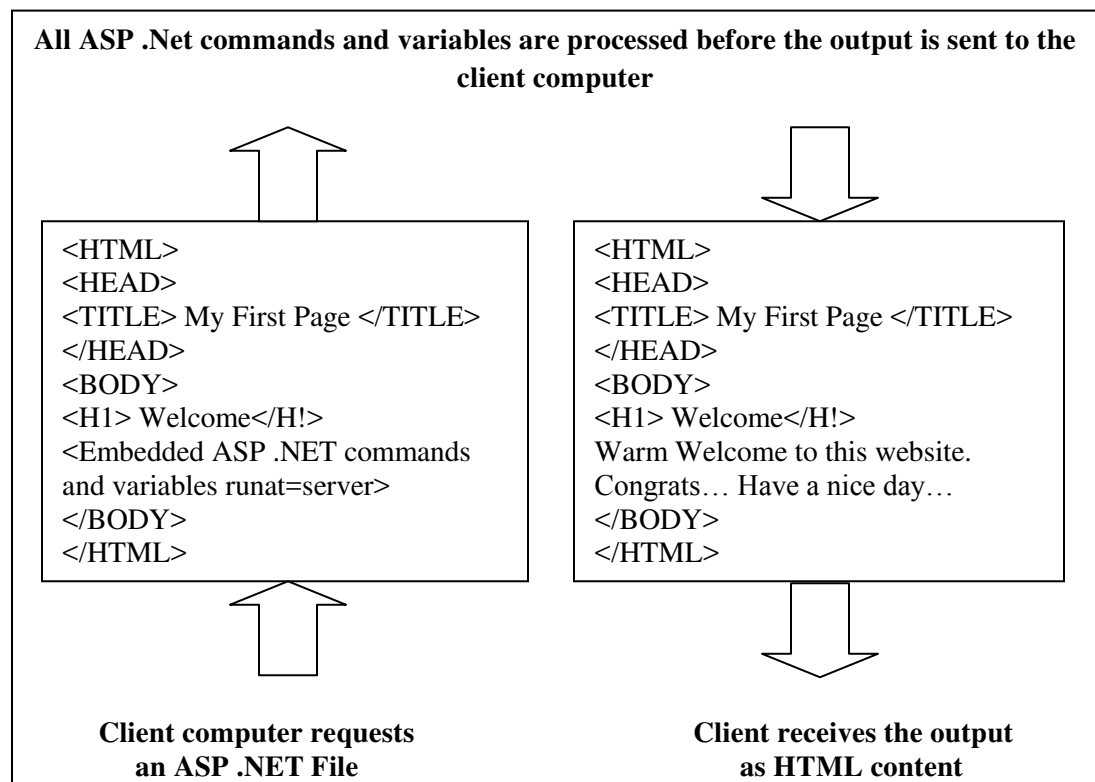 All ASP .Net commands and variables are processed before the output is sent to the
client computer
<HTML>
<HEAD>
<TITLE> My First Page </TITLE>
</HEAD>
<BODY>
<H1> Welcome</H!>
<Embedded ASP .NET commands
and variables runat=server>
</BODY>
</HTML>
<HTML>
<HEAD>
<TITLE> My First Page </TITLE>
</HEAD>
<BODY>
<H1> Welcome</H!>
Warm Welcome to this website.
Congrats… Have a nice day…
</BODY>
</HTML>
Client computer requests
an ASP .NET File
Client receives the output
as HTML content